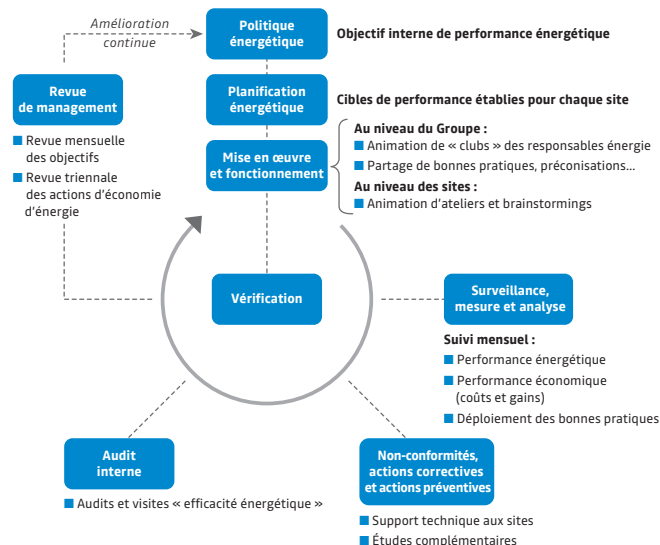 Amélioration
continue
Politique
énergétique
Objectif interne de performance énergétique
Revue
de management
■ Revue mensuelle
des objectifs
■ Revue triennale
des actions d’économie
d’énergie
Planification
énergétique
Cibles de performance établies pour chaque site
Mise en œuvre
et fonctionnement
Au niveau du Groupe :
■ Animation de « clubs » des responsables énergie
■ Partage de bonnes pratiques, préconisations...
Au niveau des sites :
■ Animation d’ateliers et brainstormings
Vérification
Surveillance,
mesure et analyse
Suivi mensuel :
■ Performance énergétique
■ Performance économique
(coûts et gains)
■ Déploiement des bonnes pratiques
Audit
interne
■ Audits et visites « efficacité énergétique »
Non-conformités,
actions correctives
et actions préventives
■ Support technique aux sites
■ Études complémentaires